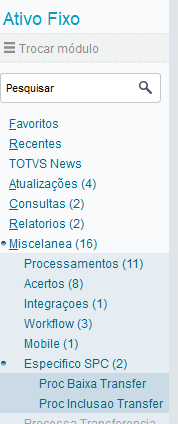 Ativo Fixo
Trocar módulo
Pesquisar
Favoritos
Recentes
TOTVS News
Atualizações (4)
Consultas (2)
Relatorios (2)
Miscelanea (16)
Processamentos (11)
Acertos (8)
Integraçoes (1)
Workflow (3)
Mobile (1)
Especifico SPC (2)
Proc Baixa Transfer
Proc Inclusao Transfer
Processa Transferencia